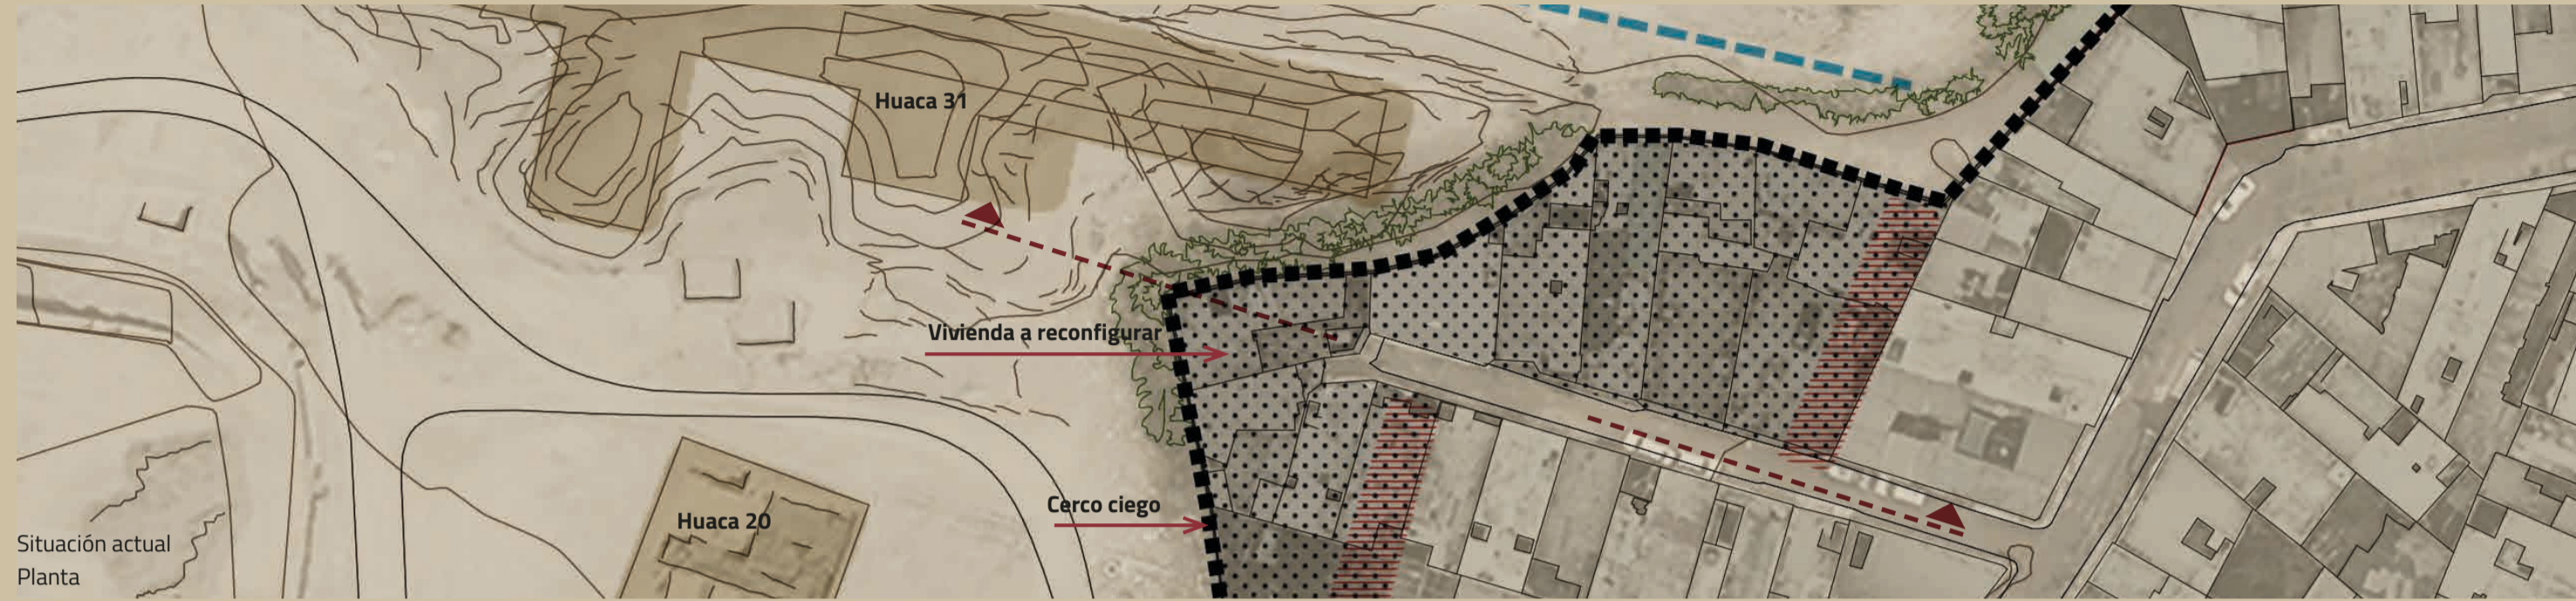 Huaca 31
Vivienda a reconfigurar
Cerco ciego
Huaca 20
Situación actual
Planta